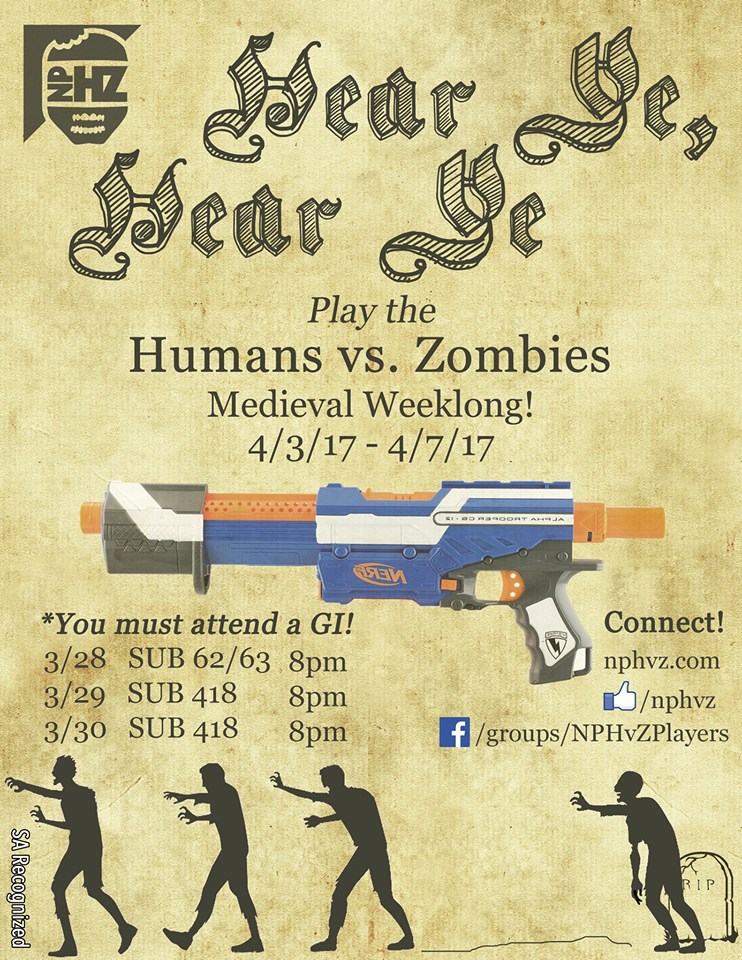 NP HZ
Hear Ye,
Hear Ye
Play the
Humans vs. Zombies
Medieval Weeklong!
4/3/17 - 4/7/17
ALPHA TROOPER CS-12
NERF
*You must attend a GI!
3/28 SUB 62/63 8pm
3/29 SUB 418 8pm
3/30 SUB 418 8pm
Connect!
nphvz.com
/nphvz
f /groups/NPHvZPlayers
RIP
SA Recognized